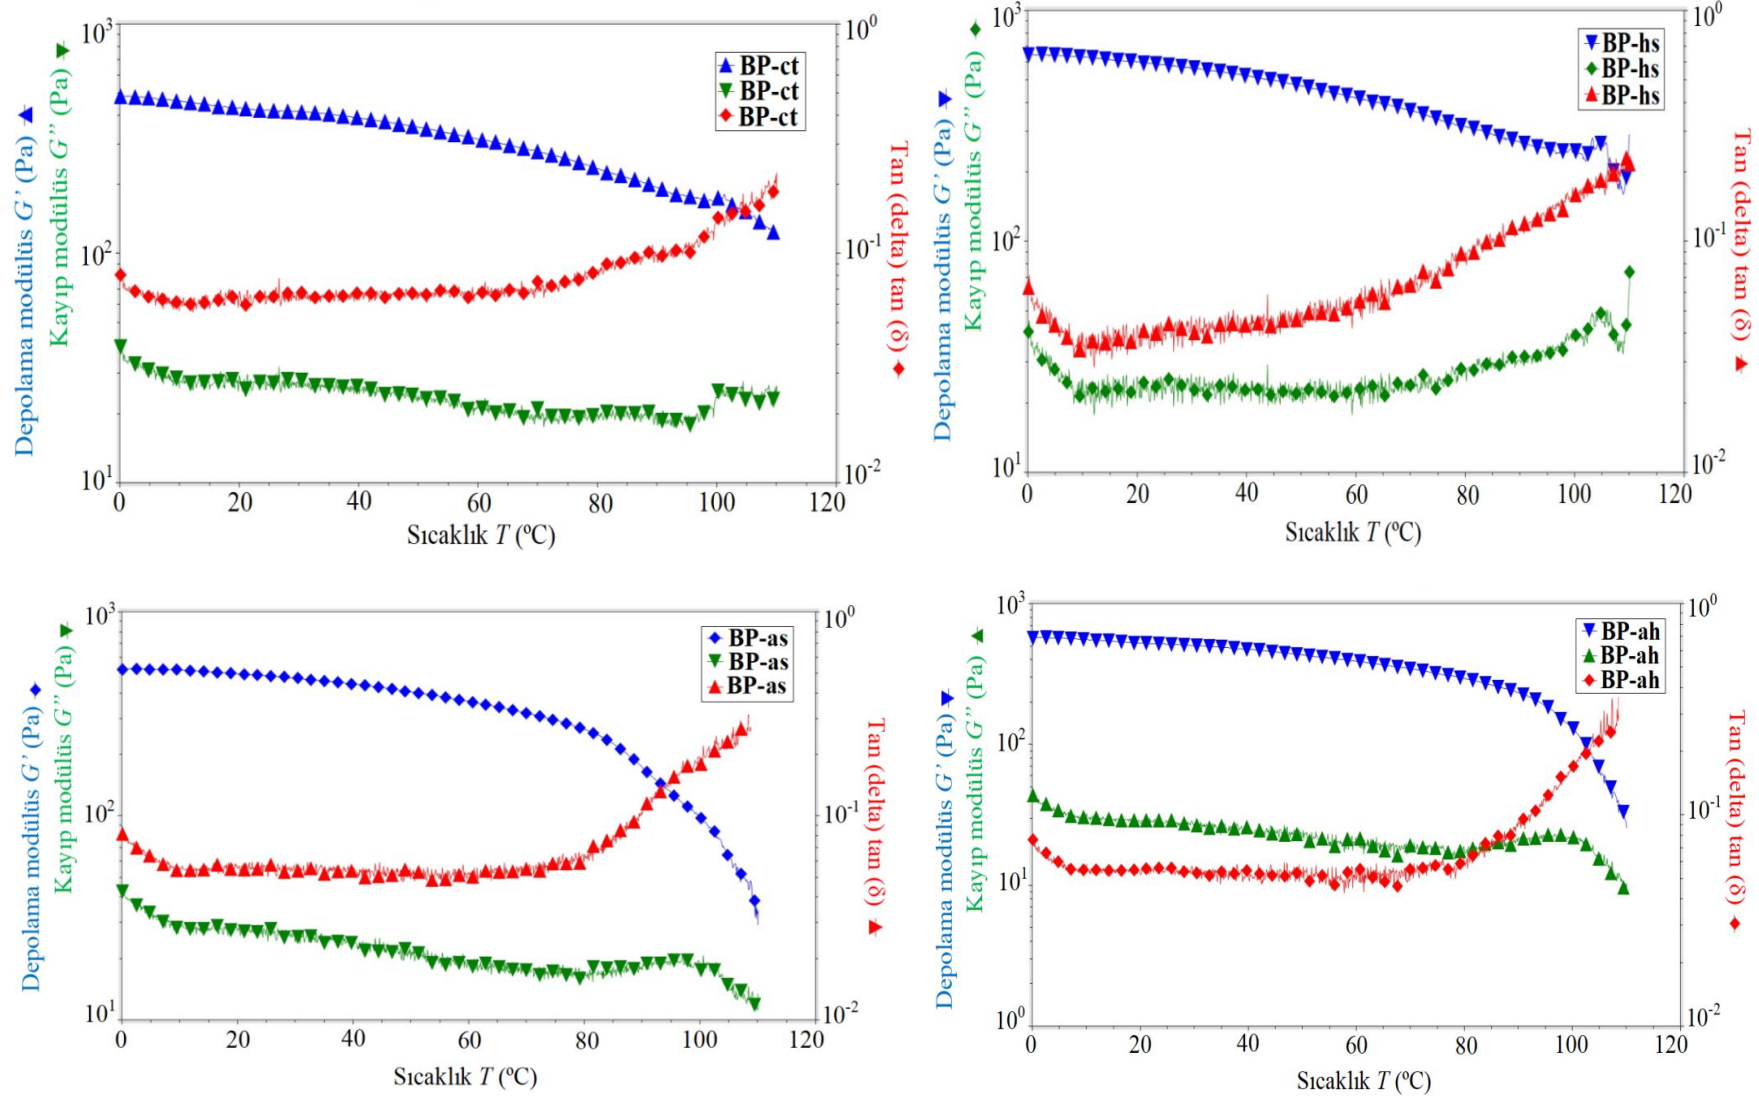 Depolama modülüs G' (Pa)
Kayıp modülüs G'' (Pa)
10³
10²
10¹
BP-ct
BP-ct
BP-ct
10⁰
10⁻¹
10⁻²
Tan (delta) tan (δ)
0 20 40 60 80 100 120
Sıcaklık T (ºC)
Depolama modülüs G' (Pa)
Kayıp modülüs G'' (Pa)
10³
10²
10¹
BP-hs
BP-hs
BP-hs
10⁰
10⁻¹
10⁻²
Tan (delta) tan (δ)
0 20 40 60 80 100 120
Sıcaklık T (ºC)
Depolama modülüs G' (Pa)
Kayıp modülüs G'' (Pa)
10³
10²
10¹
BP-as
BP-as
BP-as
10⁰
10⁻¹
10⁻²
Tan (delta) tan (δ)
0 20 40 60 80 100 120
Sıcaklık T (ºC)
Depolama modülüs G' (Pa)
Kayıp modülüs G'' (Pa)
10³
10²
10¹
10⁰
BP-ah
BP-ah
BP-ah
10⁰
10⁻¹
10⁻²
Tan (delta) tan (δ)
0 20 40 60 80 100 120
Sıcaklık T (ºC)